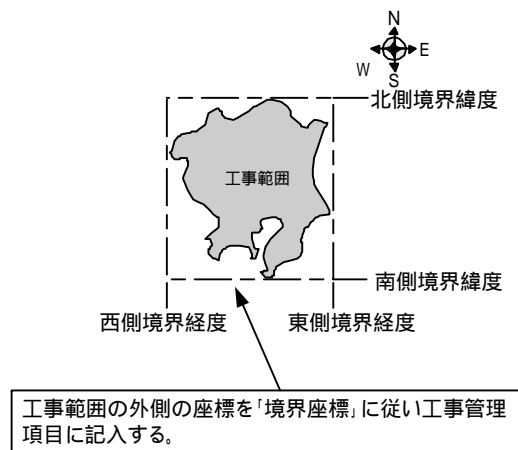 N
W
E
S
北側境界緯度
工事範囲
南側境界緯度
西側境界経度
東側境界経度
工事範囲の外側の座標を｢境界座標｣に従い工事管理
項目に記入する｡